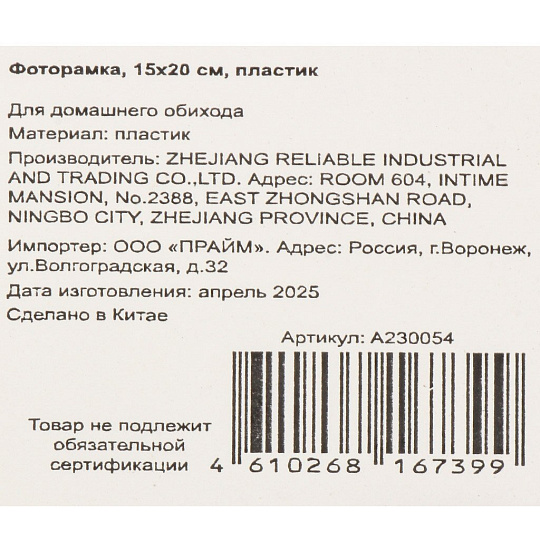 Фоторамка, 15х20 см, пластик
Для домашнего обихода
Материал: пластик
Производитель: ZHEJIANG RELIABLE INDUSTRIAL
AND TRADING CO.,LTD. Адрес: ROOM 604, INTIME
MANSION, No.2388, EAST ZHONGSHAN ROAD,
NINGBO CITY, ZHEJIANG PROVINCE, CHINA
Импортер: ООО «ПРАЙМ». Адрес: Россия, г.Воронеж,
ул.Волгоградская, д.32
Дата изготовления: апрель 2025
Сделано в Китае
Артикул: А230054
Товар не подлежит
обязательной
сертификации
4 610268 167399